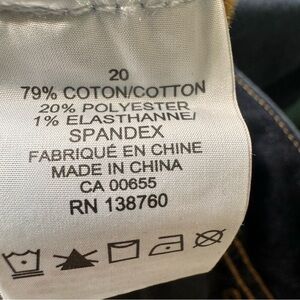 20
79% COTON/COTTON
20% POLYESTER
1% ELASTHANNE/
SPANDEX
FABRIQUÉ EN CHINE
MADE IN CHINA
CA 00655
RN 138760